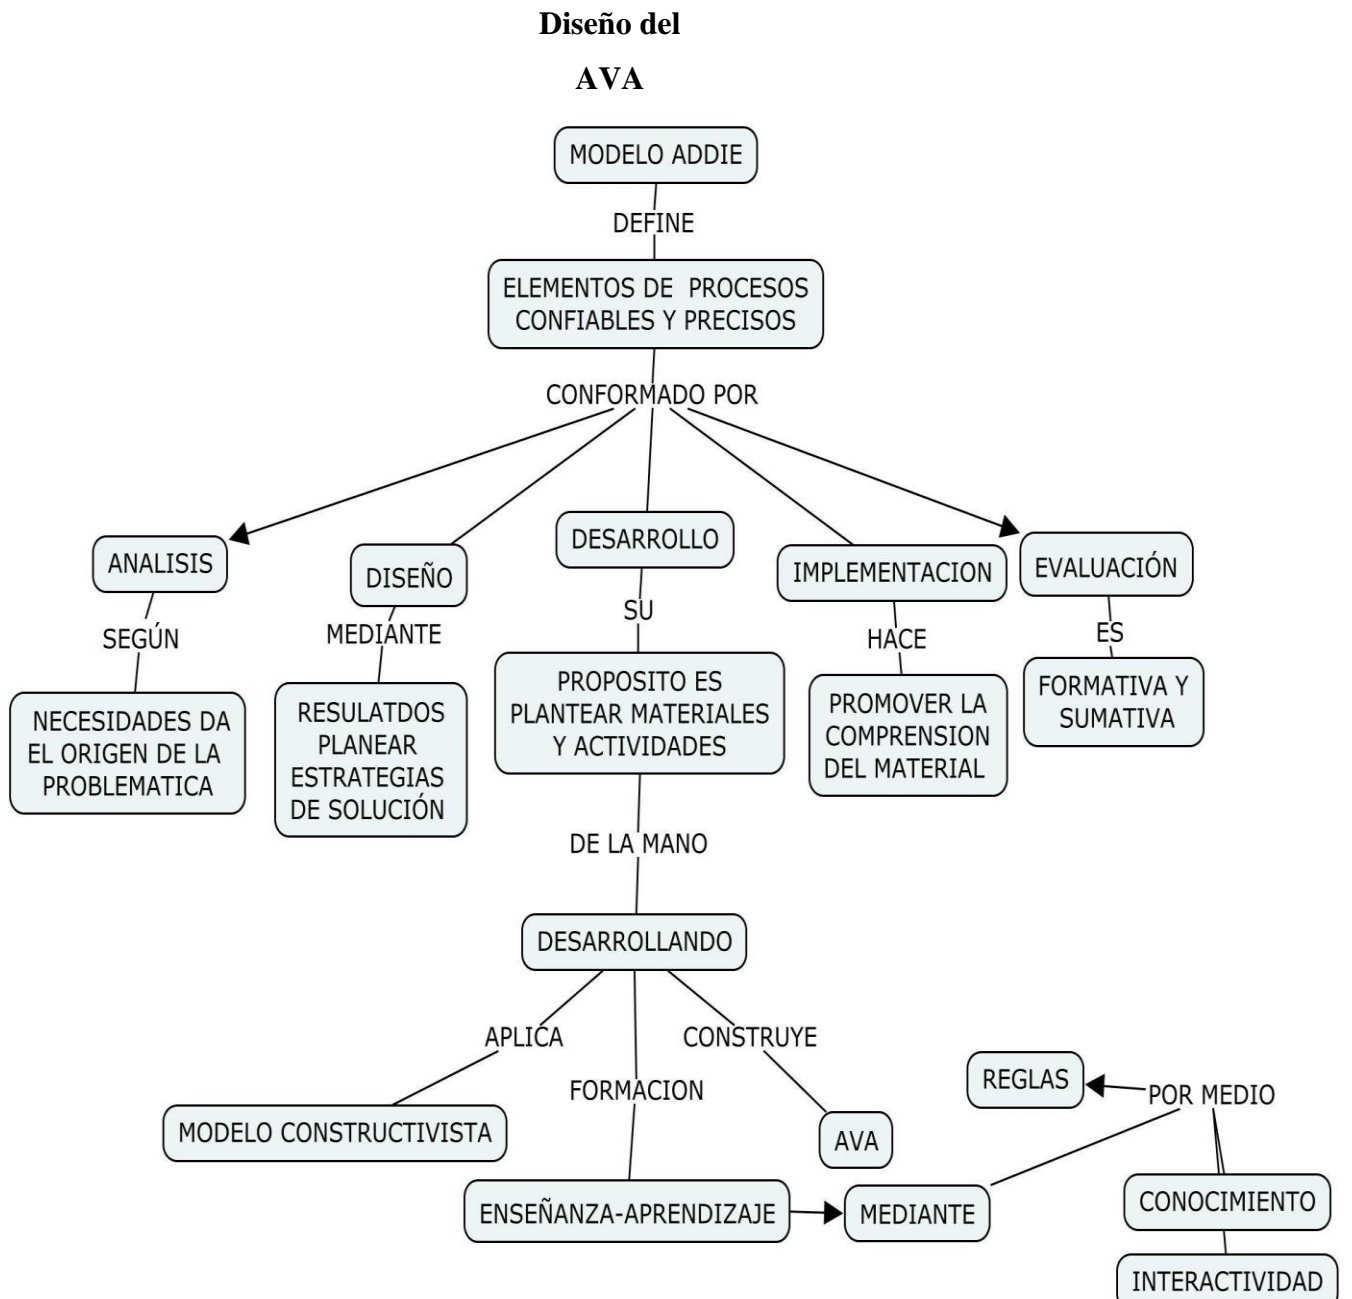 Diseño del
AVA
MODELO ADDIE
DEFINE
ELEMENTOS DE PROCESOS
CONFIABLES Y PRECISOS
CONFORMADO POR
ANALISIS
SEGÚN
NECESIDADES DA
EL ORIGEN DE LA
PROBLEMATICA
DISEÑO
MEDIANTE
RESULATDOS
PLANEAR
ESTRATEGIAS
DE SOLUCIÓN
DESARROLLO
SU
PROPOSITO ES
PLANTEAR MATERIALES
Y ACTIVIDADES
IMPLEMENTACION
HACE
PROMOVER LA
COMPRENSION
DEL MATERIAL
EVALUACIÓN
ES
FORMATIVA Y
SUMATIVA
DE LA MANO
DESARROLLANDO
APLICA
MODELO CONSTRUCTIVISTA
FORMACION
ENSEÑANZA-APRENDIZAJE
CONSTRUYE
AVA
MEDIANTE
POR MEDIO
REGLAS
CONOCIMIENTO
INTERACTIVIDAD